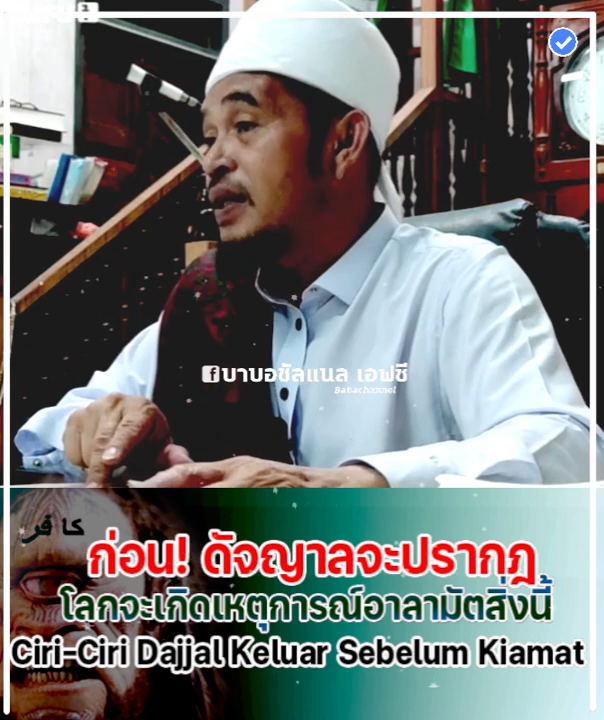 บาบอชัลแนล เอฟซี
Babachannel
كافر
ก่อน! ดัจญาลจะปรากฎ
โลกจะเกิดเหตุการณ์อาลามัตสิ่งนี้
Ciri-Ciri Dajjal Keluar Sebelum Kiamat